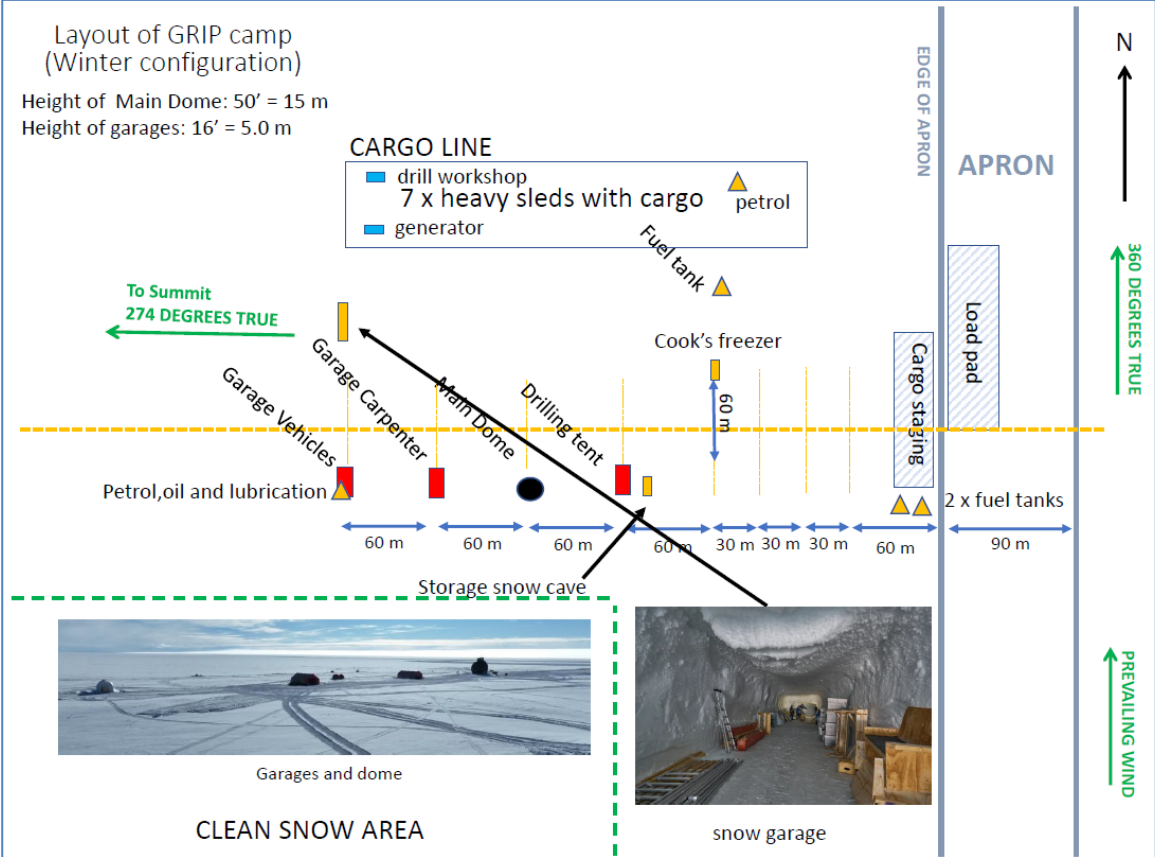 Layout of GRIP camp
(Winter configuration)
Height of Main Dome: 50’ = 15 m
Height of garages: 16’ = 5.0 m
CARGO LINE
drill workshop
7 x heavy sleds with cargo
petrol
generator
Fuel tank
EDGE OF APRON
APRON
N
360 DEGREES TRUE
To Summit
274 DEGREES TRUE
Garage Vehicles
Garage Carpenter
Main Dome
Drilling tent
Cook’s freezer
60 m
Cargo staging
Load pad
Petrol,oil and lubrication
2 x fuel tanks
60 m
60 m
60 m
60 m
30 m
30 m
30 m
60 m
90 m
Storage snow cave
PREVAILING WIND
Garages and dome
CLEAN SNOW AREA
snow garage